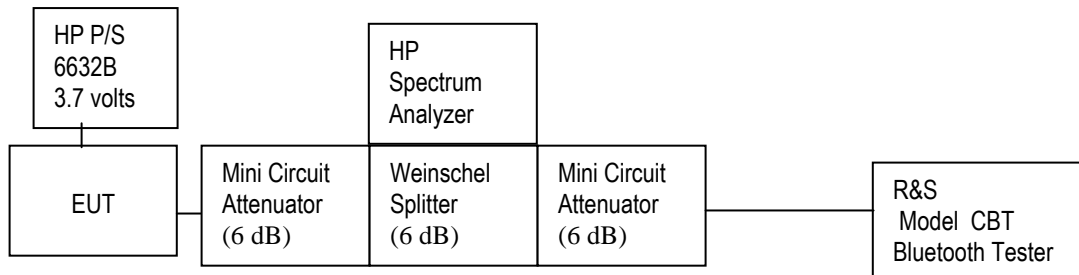 HP P/S
6632B
3.7 volts
HP
Spectrum
Analyzer
EUT
Mini Circuit
Attenuator
(6 dB)
Weinschel
Splitter
(6 dB)
Mini Circuit
Attenuator
(6 dB)
R&S
Model CBT
Bluetooth Tester